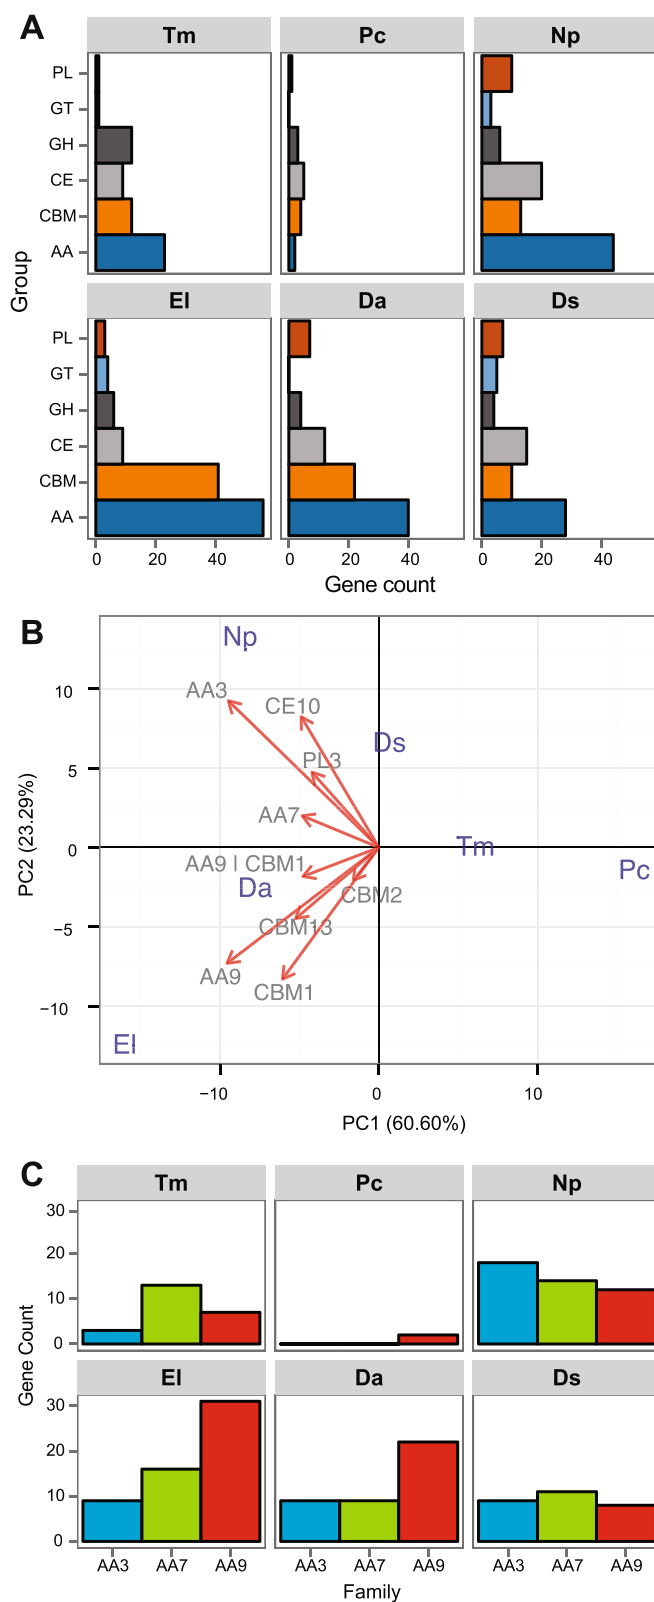 A
Tm Pc Np
PL
GT
GH
CE
CBM
AA
Group
El Da Ds
PL
GT
GH
CE
CBM
AA
0 20 40 0 20 40 0 20 40
Gene count
B
Np
AA3
CE10
10
Ds
PL3
5
AA7
PC2 (23.29%)
0
Tm
AA9 | CBM1
Pc
Da
CBM2
−5
CBM13
AA9
CBM1
−10
El
−10 0 10
PC1 (60.60%)
C
Tm Pc Np
30
20
10
0
Gene Count
El Da Ds
30
20
10
0
AA3 AA7 AA9 AA3 AA7 AA9 AA3 AA7 AA9
Family